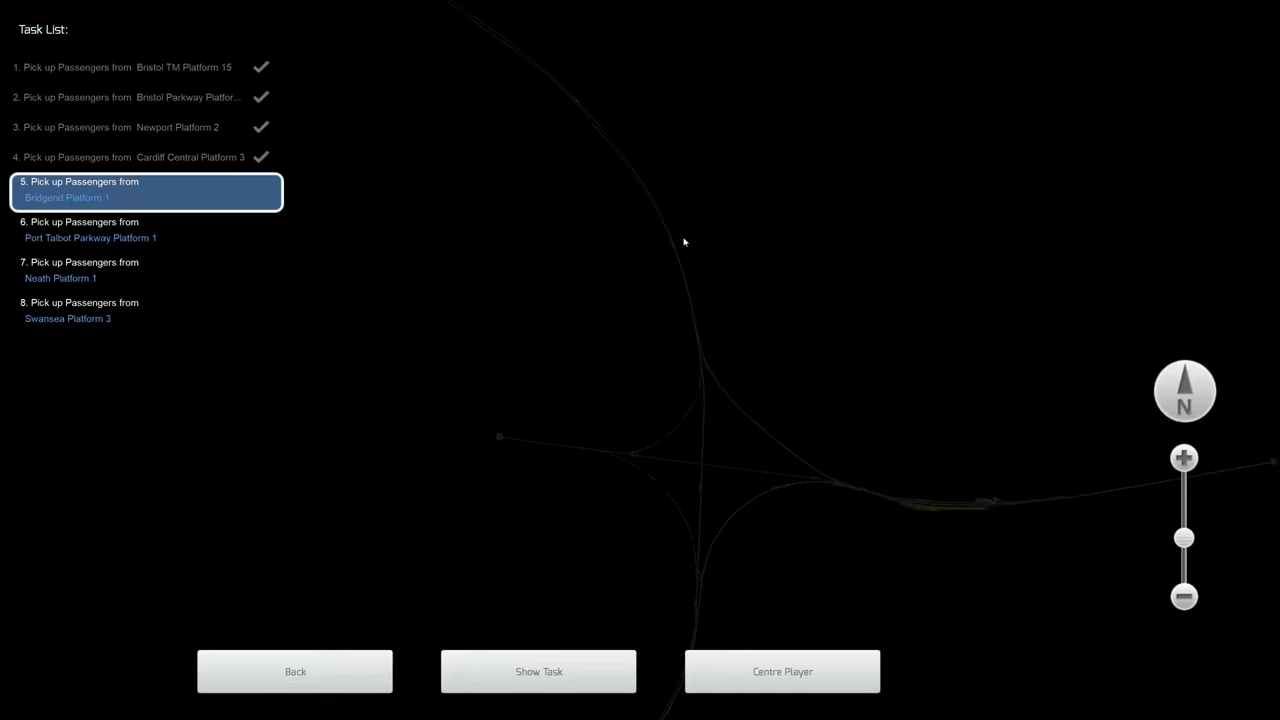 Task List:
1. Pick up Passengers from Bristol TM Platform 15
2. Pick up Passengers from Bristol Parkway Platfor...
3. Pick up Passengers from Newport Platform 2
4. Pick up Passengers from Cardiff Central Platform 3
5. Pick up Passengers from
Bridgend Platform 1
6. Pick up Passengers from
Port Talbot Parkway Platform 1
7. Pick up Passengers from
Neath Platform 1
8. Pick up Passengers from
Swansea Platform 3
N
Back
Show Task
Centre Player